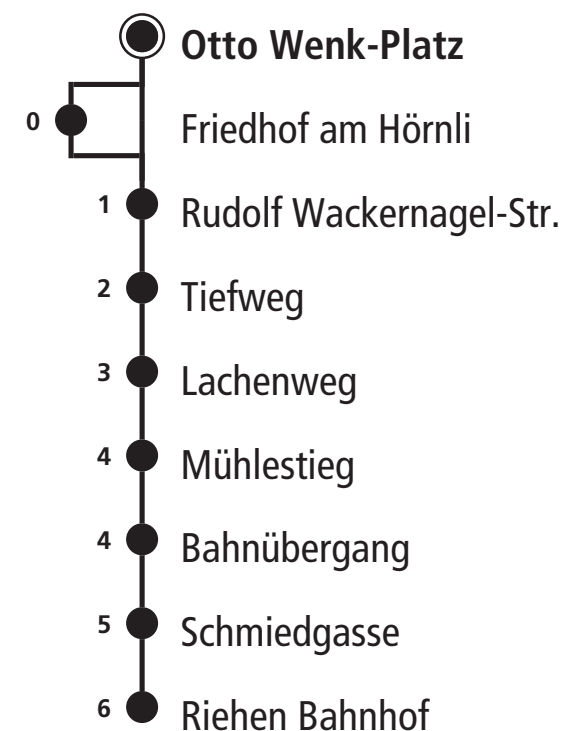 Otto Wenk-Platz
0 Friedhof am Hörnli
1 Rudolf Wackernagel-Str.
2 Tiefweg
3 Lachenweg
4 Mühlestieg
4 Bahnübergang
5 Schmiedgasse
6 Riehen Bahnhof